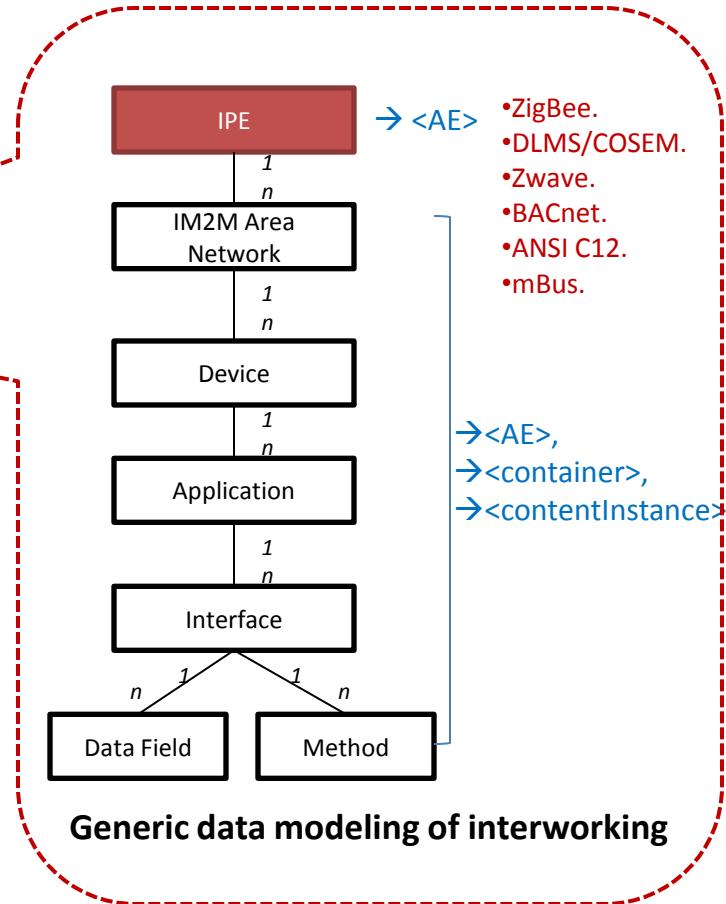 IPE
→ <AE>
•ZigBee.
•DLMS/COSEM.
•Zwave.
•BACnet.
•ANSI C12.
•mBus.
1
n
IM2M Area
Network
1
n
Device
1
n
Application
→<AE>,
→<container>,
→<contentInstance>
1
n
Interface
n 1 1 n
Data Field Method
Generic data modeling of interworking